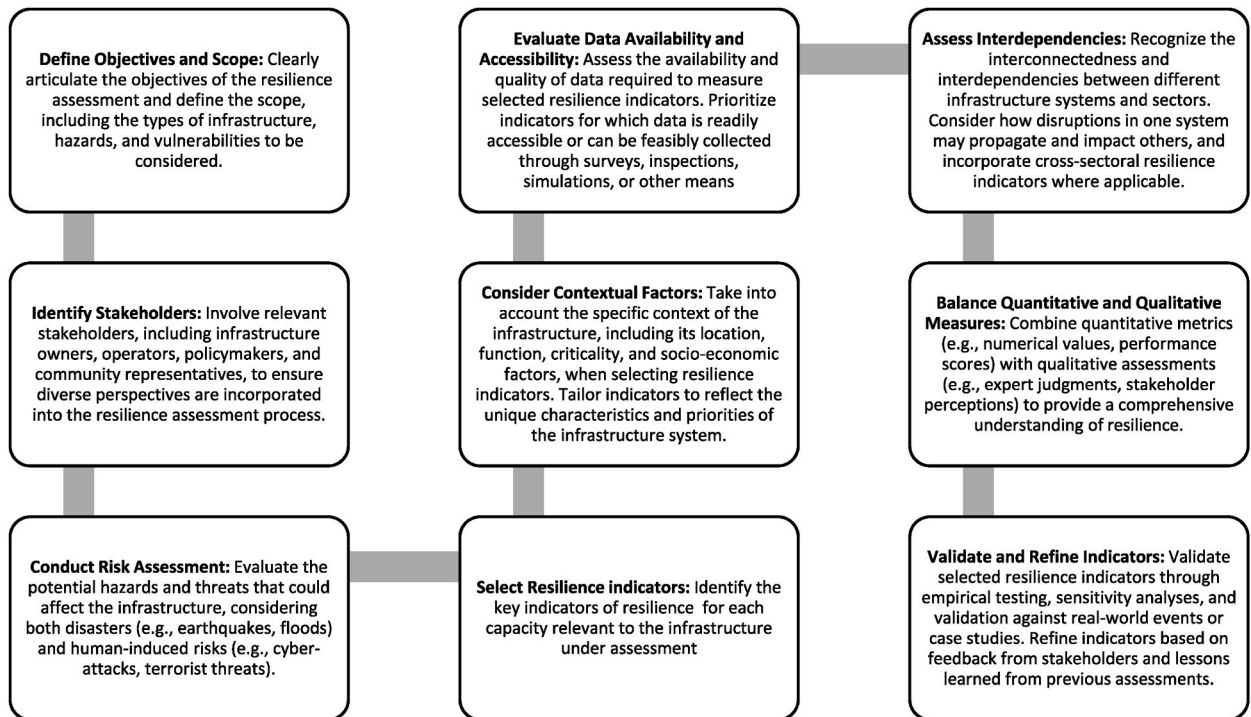 Define Objectives and Scope: Clearly
articulate the objectives of the resilience
assessment and define the scope,
including the types of infrastructure,
hazards, and vulnerabilities to be
considered.
Identify Stakeholders: Involve relevant
stakeholders, including infrastructure
owners, operators, policymakers, and
community representatives, to ensure
diverse perspectives are incorporated
into the resilience assessment process.
Conduct Risk Assessment: Evaluate the
potential hazards and threats that could
affect the infrastructure, considering
both disasters (e.g., earthquakes, floods)
and human-induced risks (e.g., cyber-
attacks, terrorist threats).
Select Resilience indicators: Identify the
key indicators of resilience for each
capacity relevant to the infrastructure
under assessment
Consider Contextual Factors: Take into
account the specific context of the
infrastructure, including its location,
function, criticality, and socio-economic
factors, when selecting resilience
indicators. Tailor indicators to reflect the
unique characteristics and priorities of
the infrastructure system.
Evaluate Data Availability and
Accessibility: Assess the availability and
quality of data required to measure
selected resilience indicators. Prioritize
indicators for which data is readily
accessible or can be feasibly collected
through surveys, inspections,
simulations, or other means
Assess Interdependencies: Recognize the
interconnectedness and
interdependencies between different
infrastructure systems and sectors.
Consider how disruptions in one system
may propagate and impact others, and
incorporate cross-sectoral resilience
indicators where applicable.
Balance Quantitative and Qualitative
Measures: Combine quantitative metrics
(e.g., numerical values, performance
scores) with qualitative assessments
(e.g., expert judgments, stakeholder
perceptions) to provide a comprehensive
understanding of resilience.
Validate and Refine Indicators: Validate
selected resilience indicators through
empirical testing, sensitivity analyses, and
validation against real-world events or
case studies. Refine indicators based on
feedback from stakeholders and lessons
learned from previous assessments.